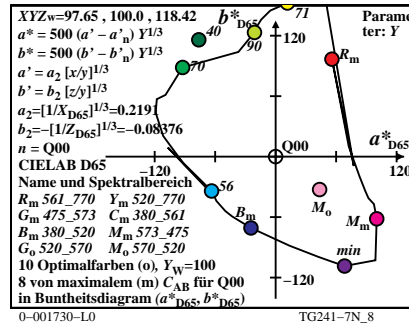 XYZw=97.65, 100.0, 118.42
a* = 500 (a' - a'n) Y1/3
b* = 500 (b' - b'n) Y1/3
a' = a2 [x/y]1/3
b' = b2 [z/y]1/3
a2=[1/XD65]1/3=0.2191
b2=-[1/ZD65]1/3=-0.08376
n = Q00
CIELAB D65
Name und Spektralbereich
Rm 561_770 Ym 520_770
Gm 475_573 Cm 380_561
Bm 380_520 Mm 573_475
Go 520_570 Mo 570_520
10 Optimalfarben (o), YW=100
8 von maximalem (m) CAB für Q00
in Buntheitsdiagram (a*D65, b*D65)
b*D65
71
Parame-
ter: Y
40
120
90
70
Rm
Q00
a*D65
-120
120
56
Mo
Bm
Mm
min
-120
0-001730-L0
TG241-7N_8